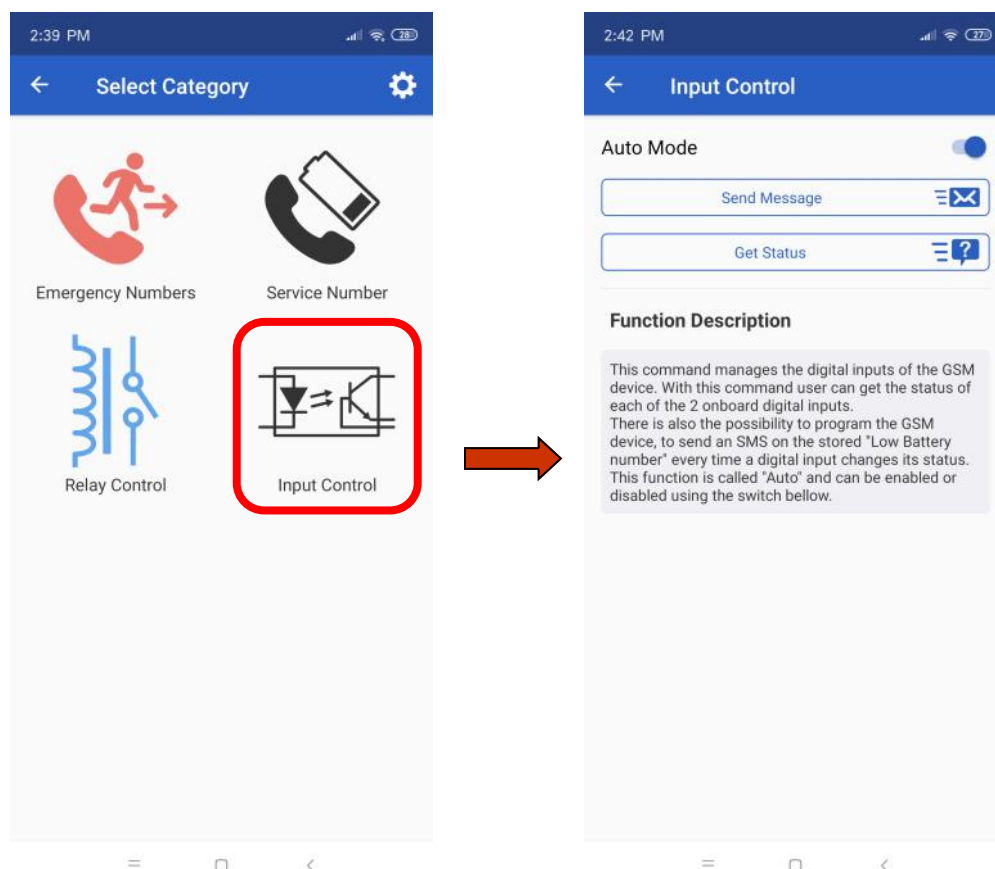 2:39 PM
28
Select Category
Emergency Numbers
Service Number
Relay Control
Input Control
2:42 PM
27
Input Control
Auto Mode
Send Message
Get Status
?
Function Description
This command manages the digital inputs of the GSM
device. With this command user can get the status of
each of the 2 onboard digital inputs.
There is also the possibility to program the GSM
device, to send an SMS on the stored "Low Battery
number" every time a digital input changes its status.
This function is called "Auto" and can be enabled or
disabled using the switch bellow.